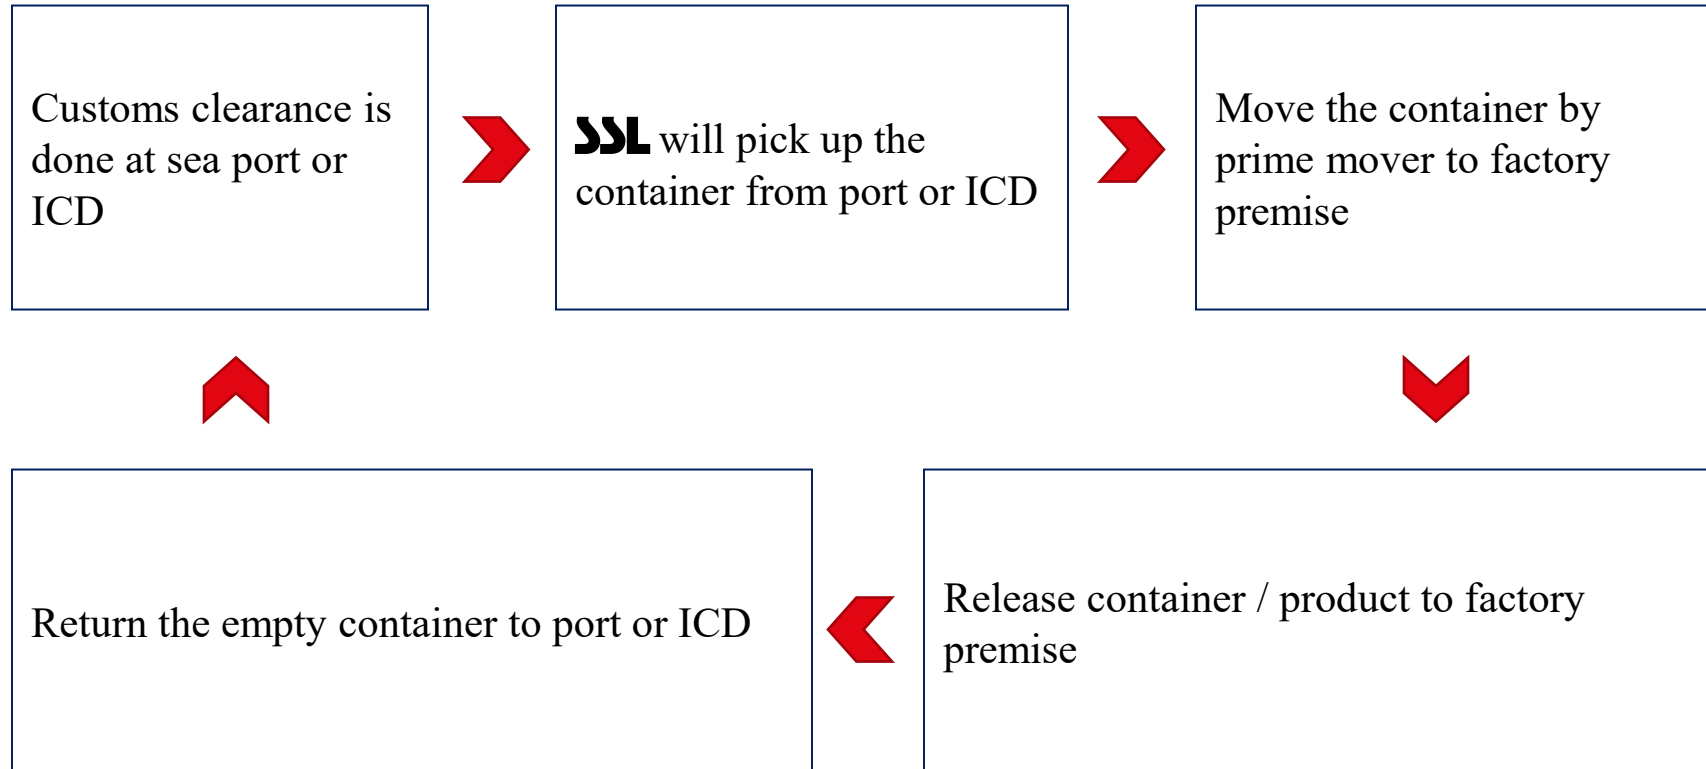 Customs clearance is
done at sea port or
ICD
SSL will pick up the
container from port or ICD
Move the container by
prime mover to factory
premise
Return the empty container to port or ICD
Release container / product to factory
premise